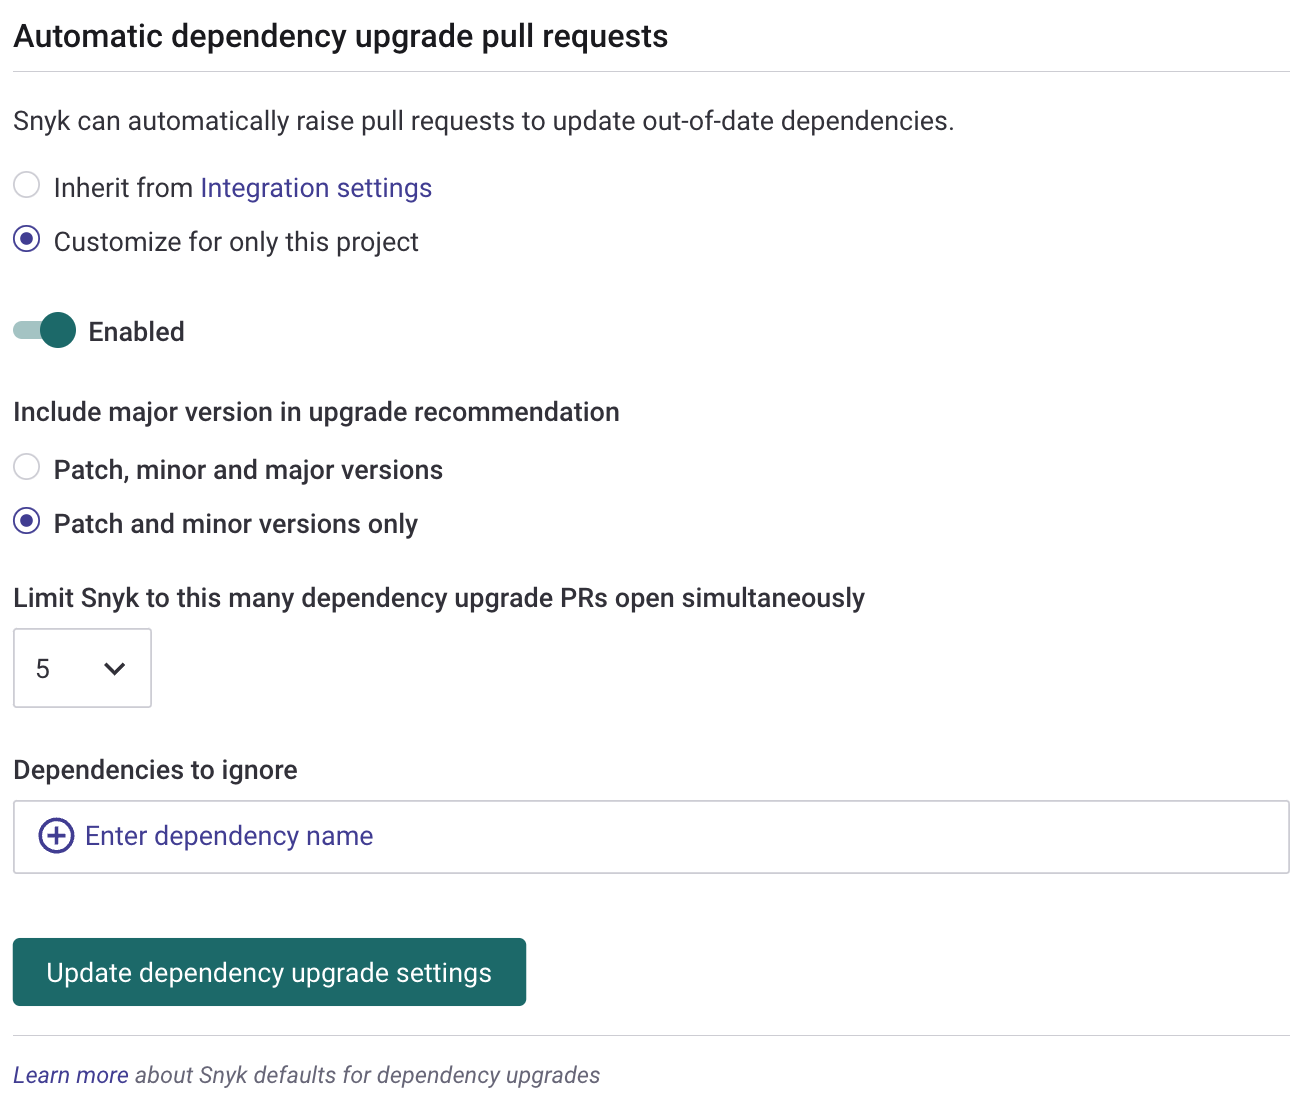 Automatic dependency upgrade pull requests
Snyk can automatically raise pull requests to update out-of-date dependencies.
Inherit from Integration settings
Customize for only this project
Enabled
Include major version in upgrade recommendation
Patch, minor and major versions
Patch and minor versions only
Limit Snyk to this many dependency upgrade PRs open simultaneously
5
Dependencies to ignore
Enter dependency name
Update dependency upgrade settings
Learn more about Snyk defaults for dependency upgrades